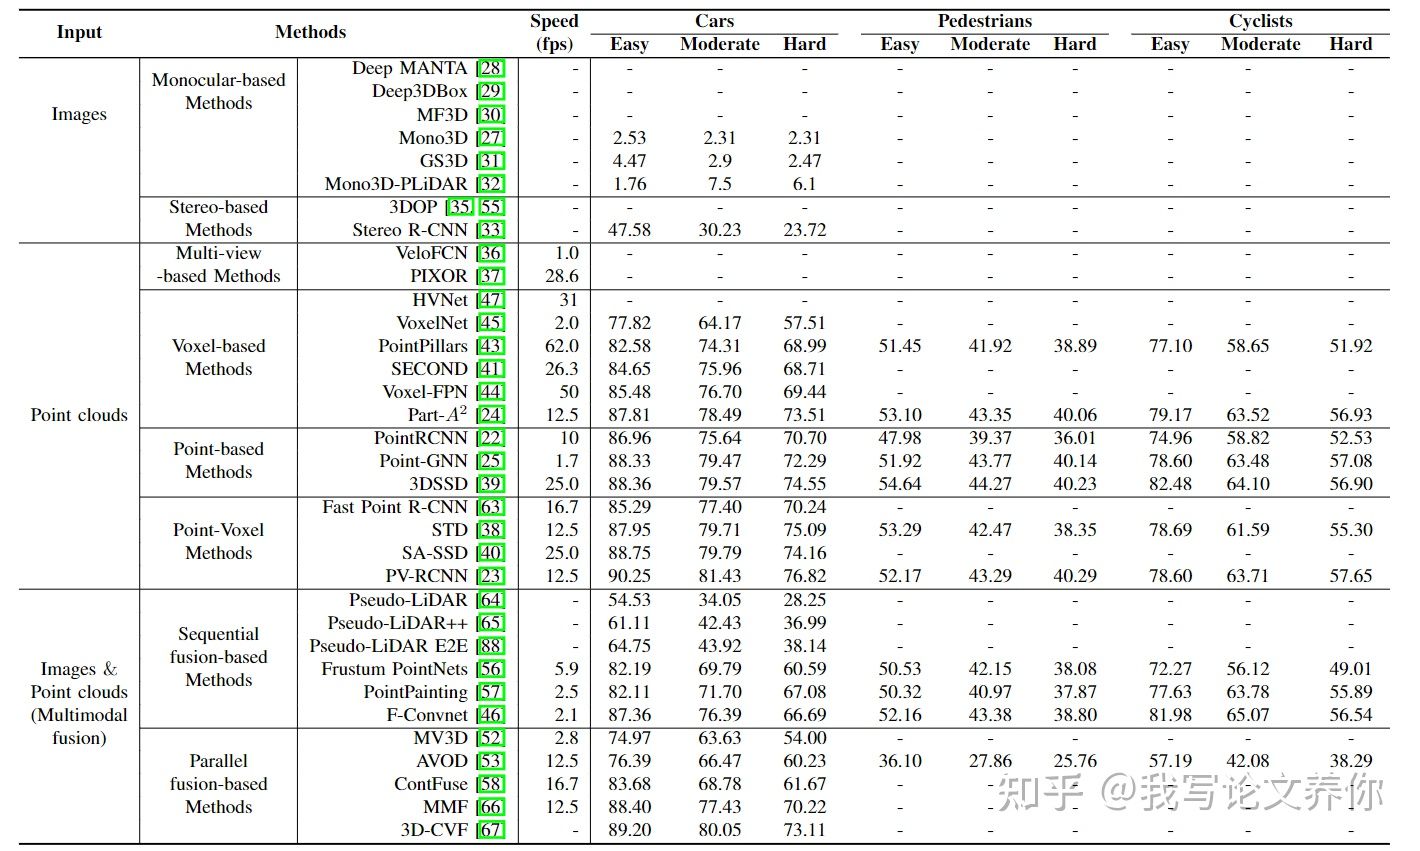 Input Methods Speed (fps) Cars Pedestrians Cyclists
Easy Moderate Hard Easy Moderate Hard Easy Moderate Hard
Images
Monocular-based Methods
Deep MANTA [28] - - - - - - - - - -
Deep3DBox [29] - - - - - - - - - -
MF3D [30] - - - - - - - - - -
Mono3D [27] - 2.53 2.31 2.31 - - - - - -
GS3D [31] - 4.47 2.9 2.47 - - - - - -
Mono3D-PLiDAR [32] - 1.76 7.5 6.1 - - - - - -
Stereo-based Methods
3DOP [35] [55] - - - - - - - - - -
Stereo R-CNN [33] - 47.58 30.23 23.72 - - - - - -
Point clouds
Multi-view -based Methods
VeloFCN [36] 1.0 - - - - - - - - -
PIXOR [37] 28.6 - - - - - - - - -
Voxel-based Methods
HVNet [47] 31 - - - - - - - - -
VoxelNet [45] 2.0 77.82 64.17 57.51 - - - - - -
PointPillars [43] 62.0 82.58 74.31 68.99 51.45 41.92 38.89 77.10 58.65 51.92
SECOND [41] 26.3 84.65 75.96 68.71 - - - - - -
Voxel-FPN [44] 50 85.48 76.70 69.44 - - - - - -
Part-A² [24] 12.5 87.81 78.49 73.51 53.10 43.35 40.06 79.17 63.52 56.93
Point-based Methods
PointRCNN [22] 10 86.96 75.64 70.70 47.98 39.37 36.01 74.96 58.82 52.53
Point-GNN [25] 1.7 88.33 79.47 72.29 51.92 43.77 40.14 78.60 63.48 57.08
3DSSD [39] 25.0 88.36 79.57 74.55 54.64 44.27 40.23 82.48 64.10 56.90
Point-Voxel Methods
Fast Point R-CNN [63] 16.7 85.29 77.40 70.24 - - - - - -
STD [38] 12.5 87.95 79.71 75.09 53.29 42.47 38.35 78.69 61.59 55.30
SA-SSD [40] 25.0 88.75 79.79 74.16 - - - - - -
PV-RCNN [23] 12.5 90.25 81.43 76.82 52.17 43.29 40.29 78.60 63.71 57.65
Images & Point clouds (Multimodal fusion)
Sequential fusion-based Methods
Pseudo-LiDAR [64] - 54.53 34.05 28.25 - - - - - -
Pseudo-LiDAR++ [65] - 61.11 42.43 36.99 - - - - - -
Pseudo-LiDAR E2E [88] - 64.75 43.92 38.14 - - - - - -
Frustum PointNets [56] 5.9 82.19 69.79 60.59 50.53 42.15 38.08 72.27 56.12 49.01
PointPainting [57] 2.5 82.11 71.70 67.08 50.32 40.97 37.87 77.63 63.78 55.89
F-Convnet [46] 2.1 87.36 76.39 66.69 52.16 43.38 38.80 81.98 65.07 56.54
Parallel fusion-based Methods
MV3D [52] 2.8 74.97 63.63 54.00 - - - - - -
AVOD [53] 12.5 76.39 66.47 60.23 36.10 27.86 25.76 57.19 42.08 38.29
ContFuse [58] 16.7 83.68 68.78 61.67 - - - - - -
MMF [66] 12.5 88.40 77.43 70.22 - - - - - -
3D-CVF [67] - 89.20 80.05 73.11 - - - - - -
知乎 @我写论文养你